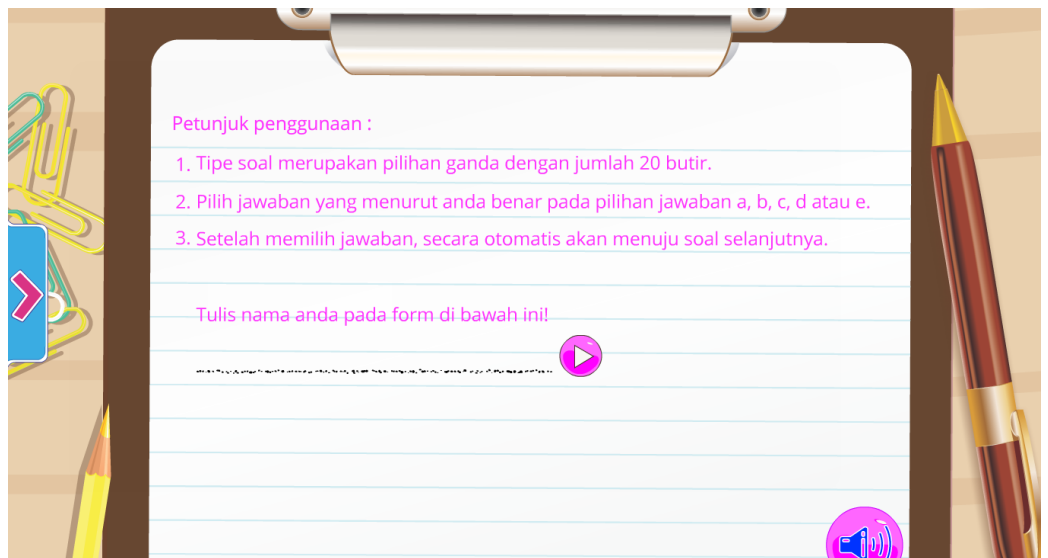 Petunjuk penggunaan :
1. Tipe soal merupakan pilihan ganda dengan jumlah 20 butir.
2. Pilih jawaban yang menurut anda benar pada pilihan jawaban a, b, c, d atau e.
3. Setelah memilih jawaban, secara otomatis akan menuju soal selanjutnya.
Tulis nama anda pada form di bawah ini!